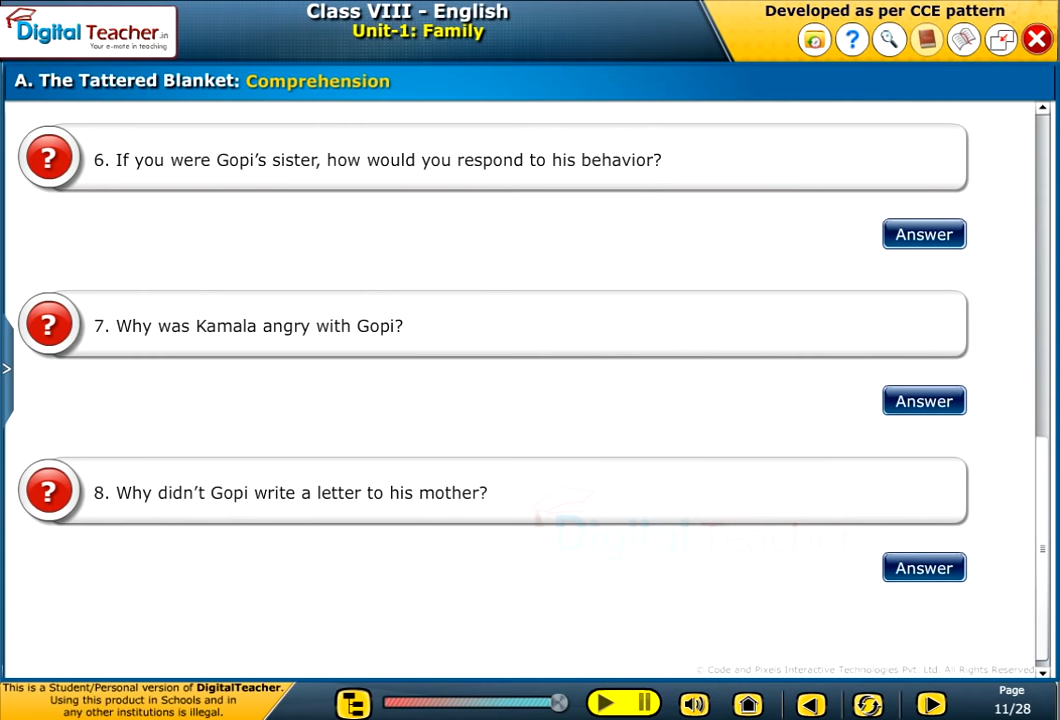 Digital Teacher.in
Your e-mate in teaching
Class VIII - English
Unit-1: Family
Developed as per CCE pattern
A. The Tattered Blanket: Comprehension
6. If you were Gopi’s sister, how would you respond to his behavior?
Answer
7. Why was Kamala angry with Gopi?
Answer
8. Why didn’t Gopi write a letter to his mother?
Digital Teacher
Answer
© Code and Pixels Interactive Technologies Pvt. Ltd. All Rights Reserved
This is a Student/Personal version of DigitalTeacher.
Using this product in Schools and in
any other institutions is illegal.
Page
11/28